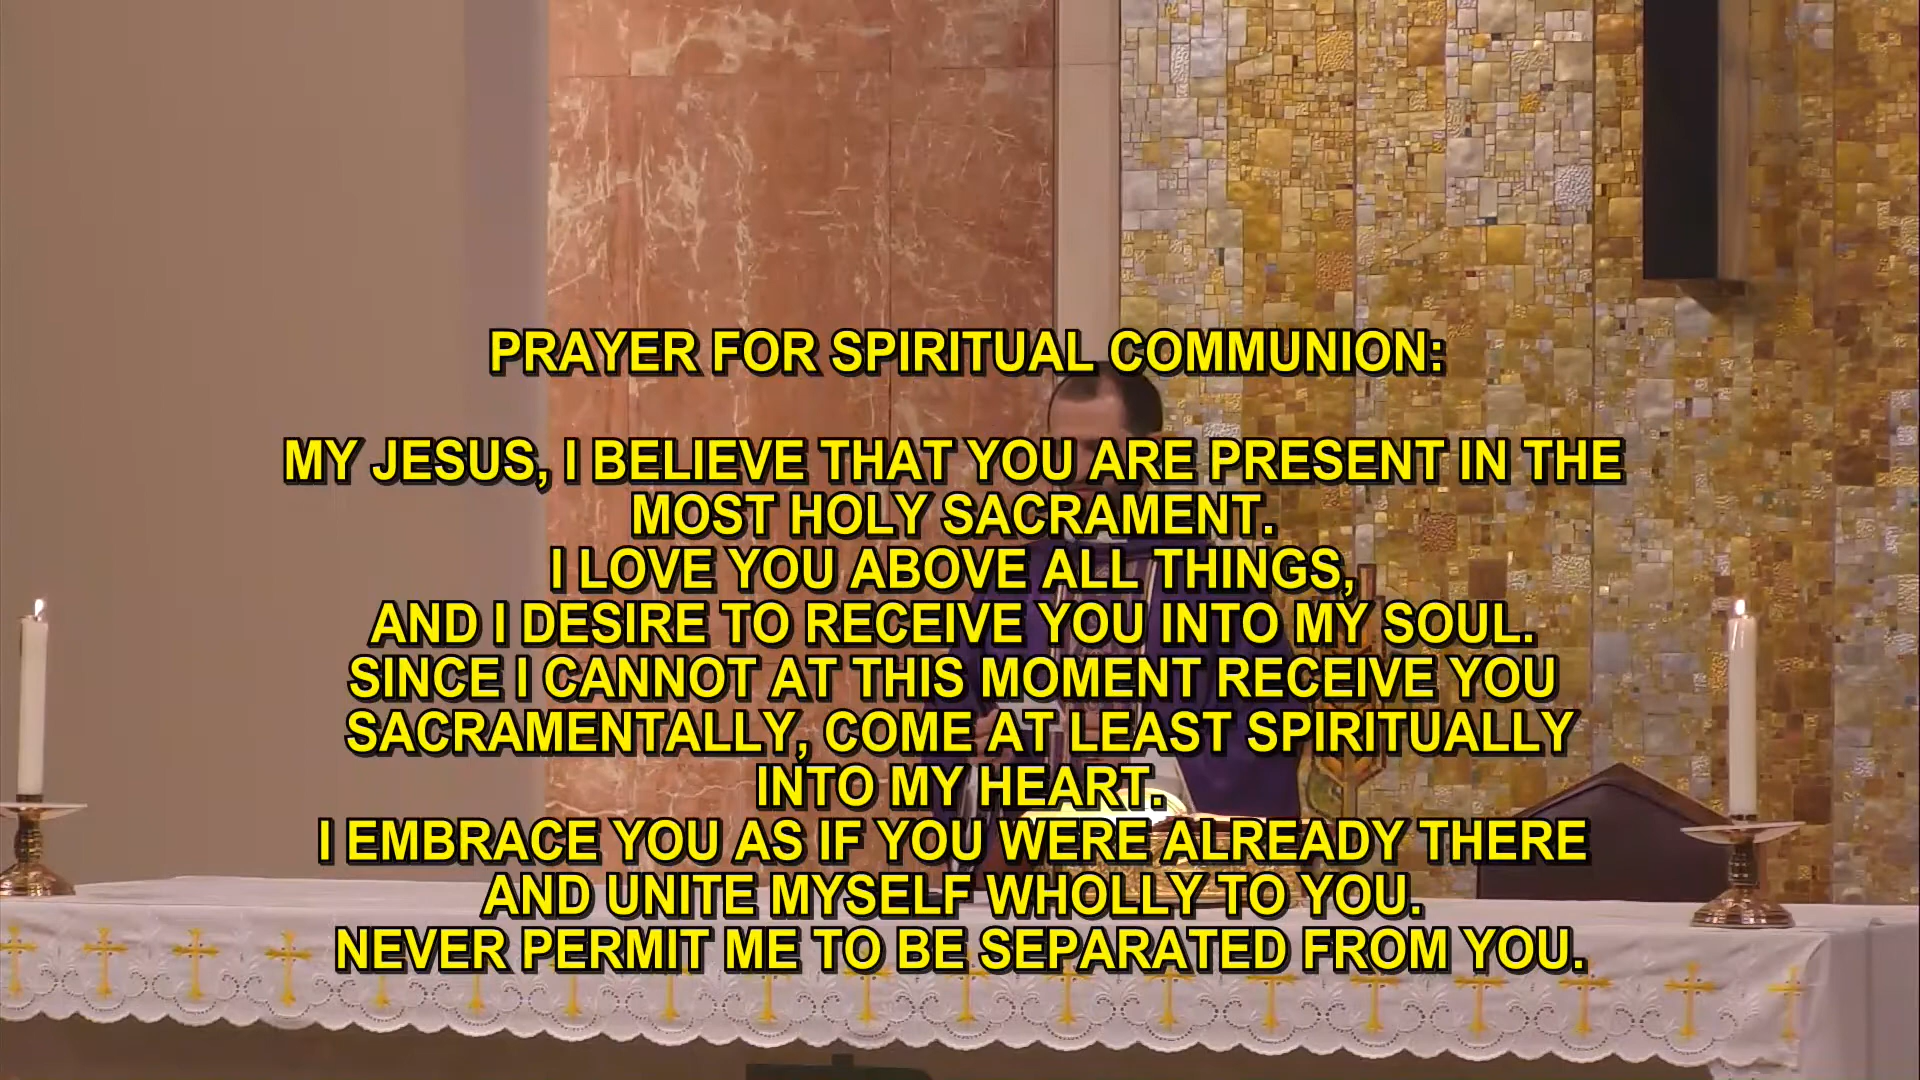 PRAYER FOR SPIRITUAL COMMUNION:
MY JESUS, I BELIEVE THAT YOU ARE PRESENT IN THE
MOST HOLY SACRAMENT.
I LOVE YOU ABOVE ALL THINGS,
AND I DESIRE TO RECEIVE YOU INTO MY SOUL.
SINCE I CANNOT AT THIS MOMENT RECEIVE YOU
SACRAMENTALLY, COME AT LEAST SPIRITUALLY
INTO MY HEART.
I EMBRACE YOU AS IF YOU WERE ALREADY THERE
AND UNITE MYSELF WHOLLY TO YOU.
NEVER PERMIT ME TO BE SEPARATED FROM YOU.